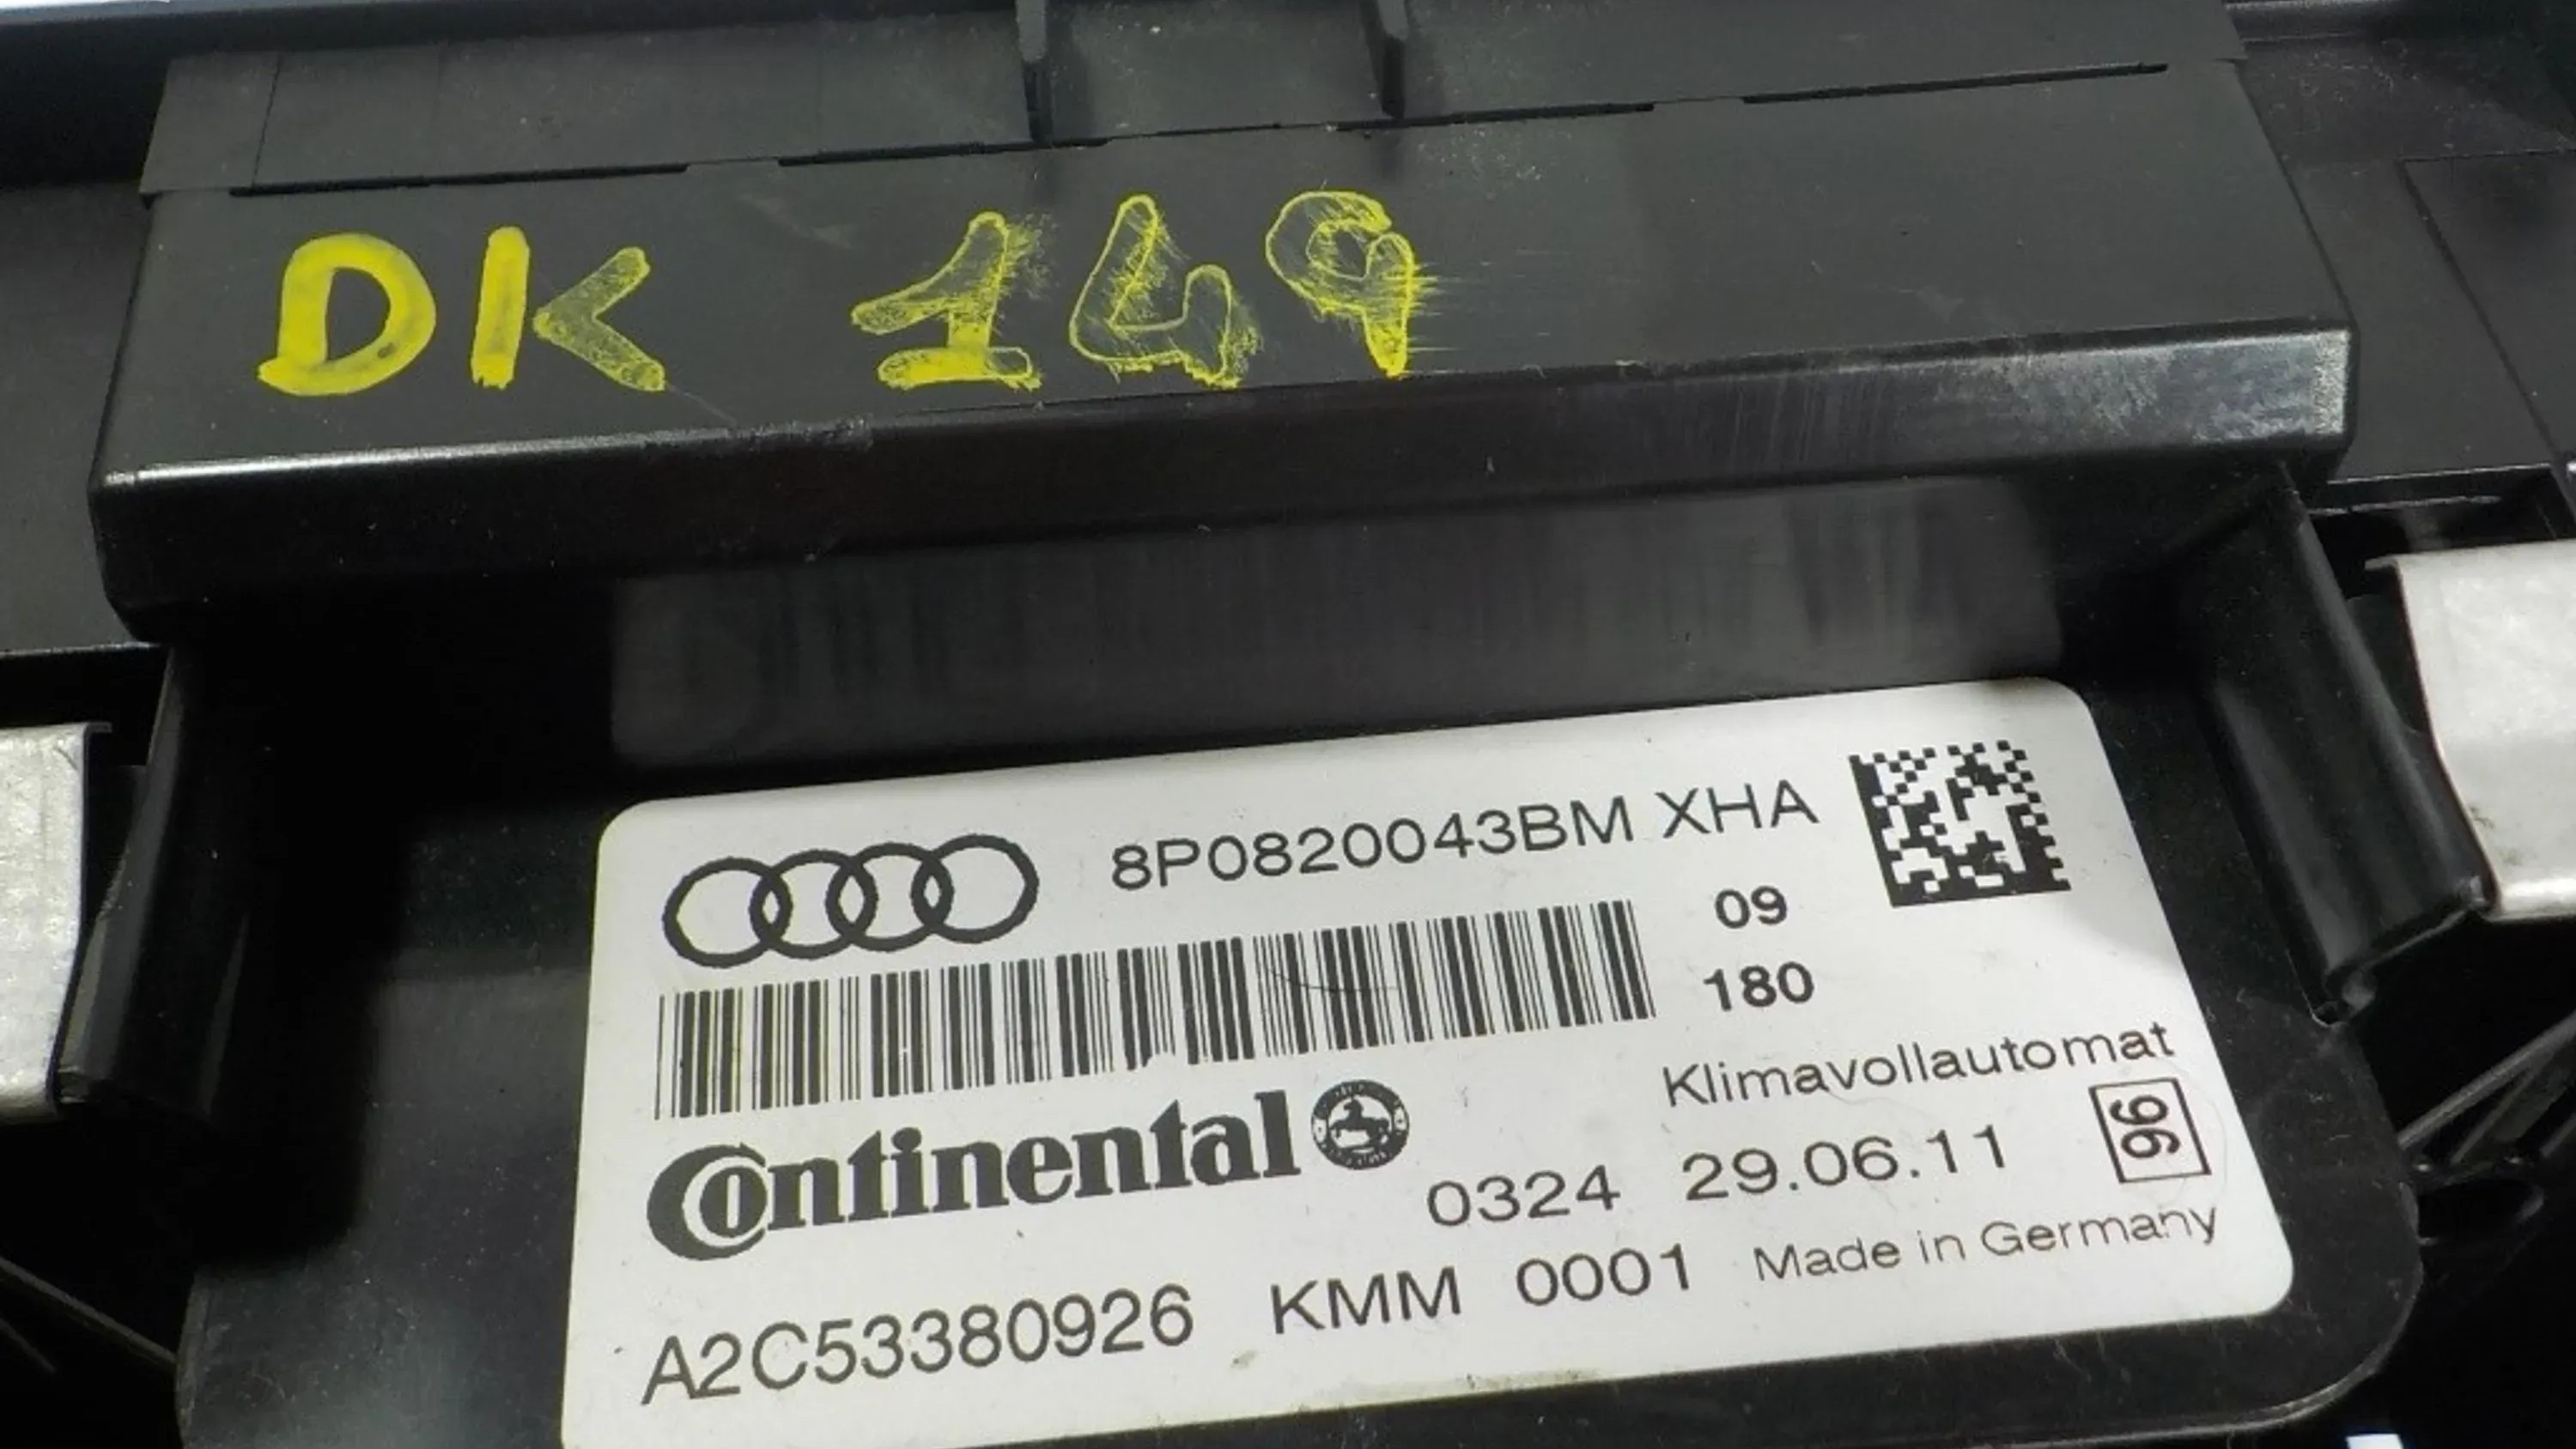 DK 149
8P0820043BM XHA
09
180
Klimavollautomat
Continental
0324 29.06.11
96
A2C53380926 KMM 0001 Made in Germany